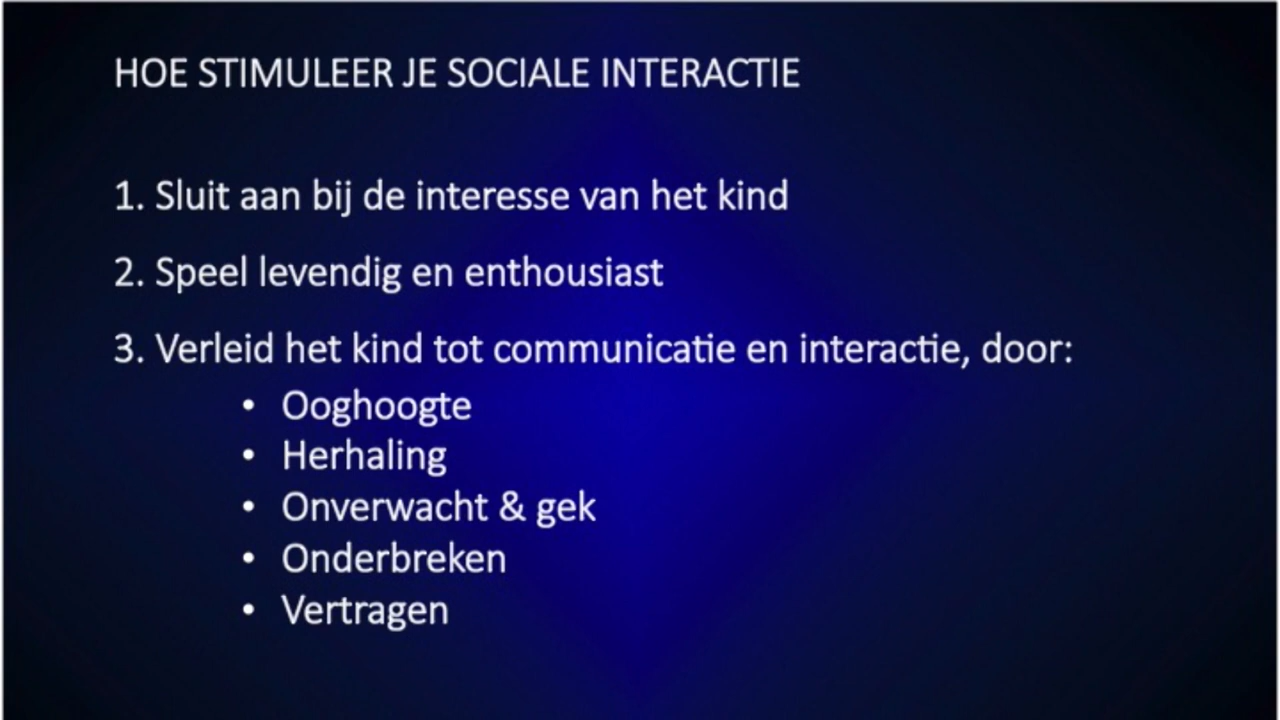 HOE STIMULEER JE SOCIALE INTERACTIE
1. Sluit aan bij de interesse van het kind
2. Speel levendig en enthousiast
3. Verleid het kind tot communicatie en interactie, door:
• Ooghoogte
• Herhaling
• Onverwacht & gek
• Onderbreken
• Vertragen